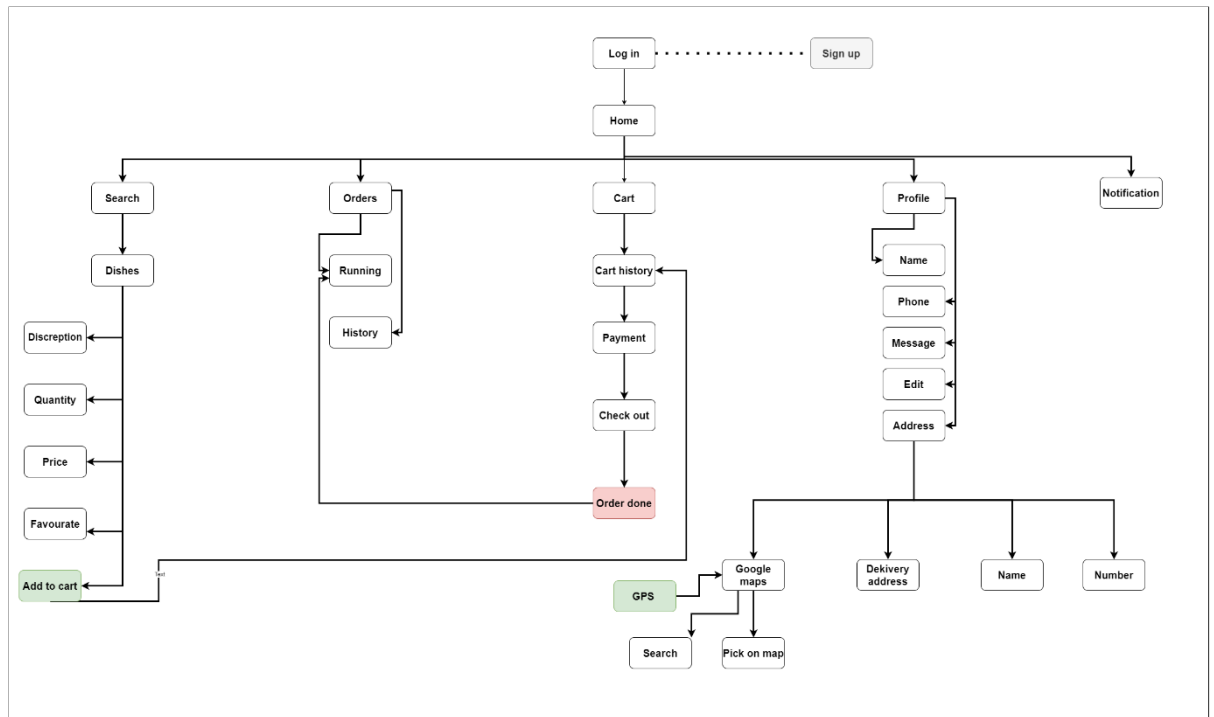 Log in
Sign up
Home
Search
Orders
Cart
Profile
Notification
Dishes
Running
Cart history
Name
Phone
Discreption
History
Payment
Message
Edit
Quantity
Check out
Address
Price
Order done
Favourate
Add to cart
Text
Google
maps
Dekivery
address
Name
Number
GPS
Search
Pick on map